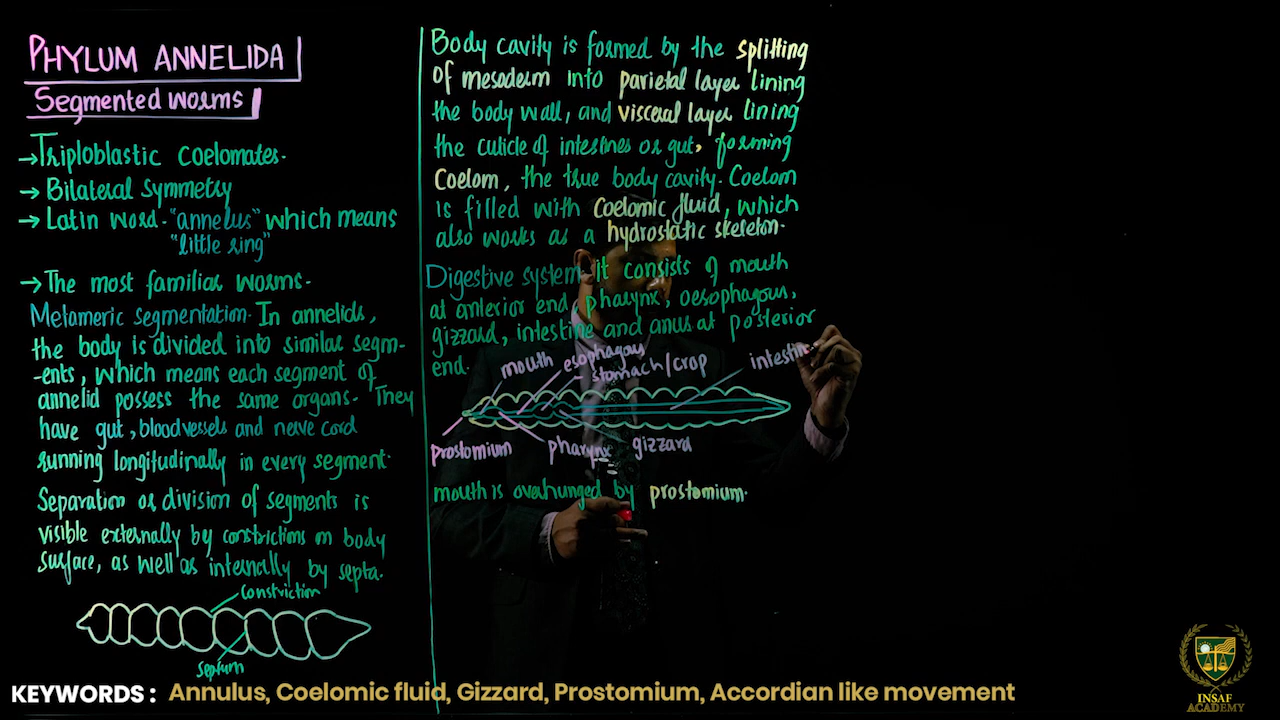 PHYLUM ANNELIDA
Segmented worms
→ Triploblastic coelomates.
→ Bilateral symmetry
→ Latin word - "annelus" which means
"little ring"
→ The most familiar worms.
Metameric segmentation. In annelids,
the body is divided into similar segm-
-ents, which means each segment of
annelid possess the same organs. They
have gut, bloodvessels and nerve cord
running longitudinally in every segment.
Separation or division of segments is
visible externally by constrictions on body
surface, as well as internally by septa.
constriction
septum
Body cavity is formed by the splitting
of mesoderm into parietal layer lining
the body wall, and visceral layer lining
the cuticle of intestines or gut, forming
Coelom, the true body cavity. Coelom
is filled with Coelomic fluid, which
also works as a hydrostatic skeleton.
Digestive system. It consists of mouth
at anterior end, pharynx, oesophagous,
gizzard, intestine and anus at posterior
end.
mouth
esophagous
stomach/crop
intestin
prostomium
pharynx
gizzard
mouth is overhunged by prostomium.
KEYWORDS : Annulus, Coelomic fluid, Gizzard, Prostomium, Accordian like movement
INSAF
ACADEMY